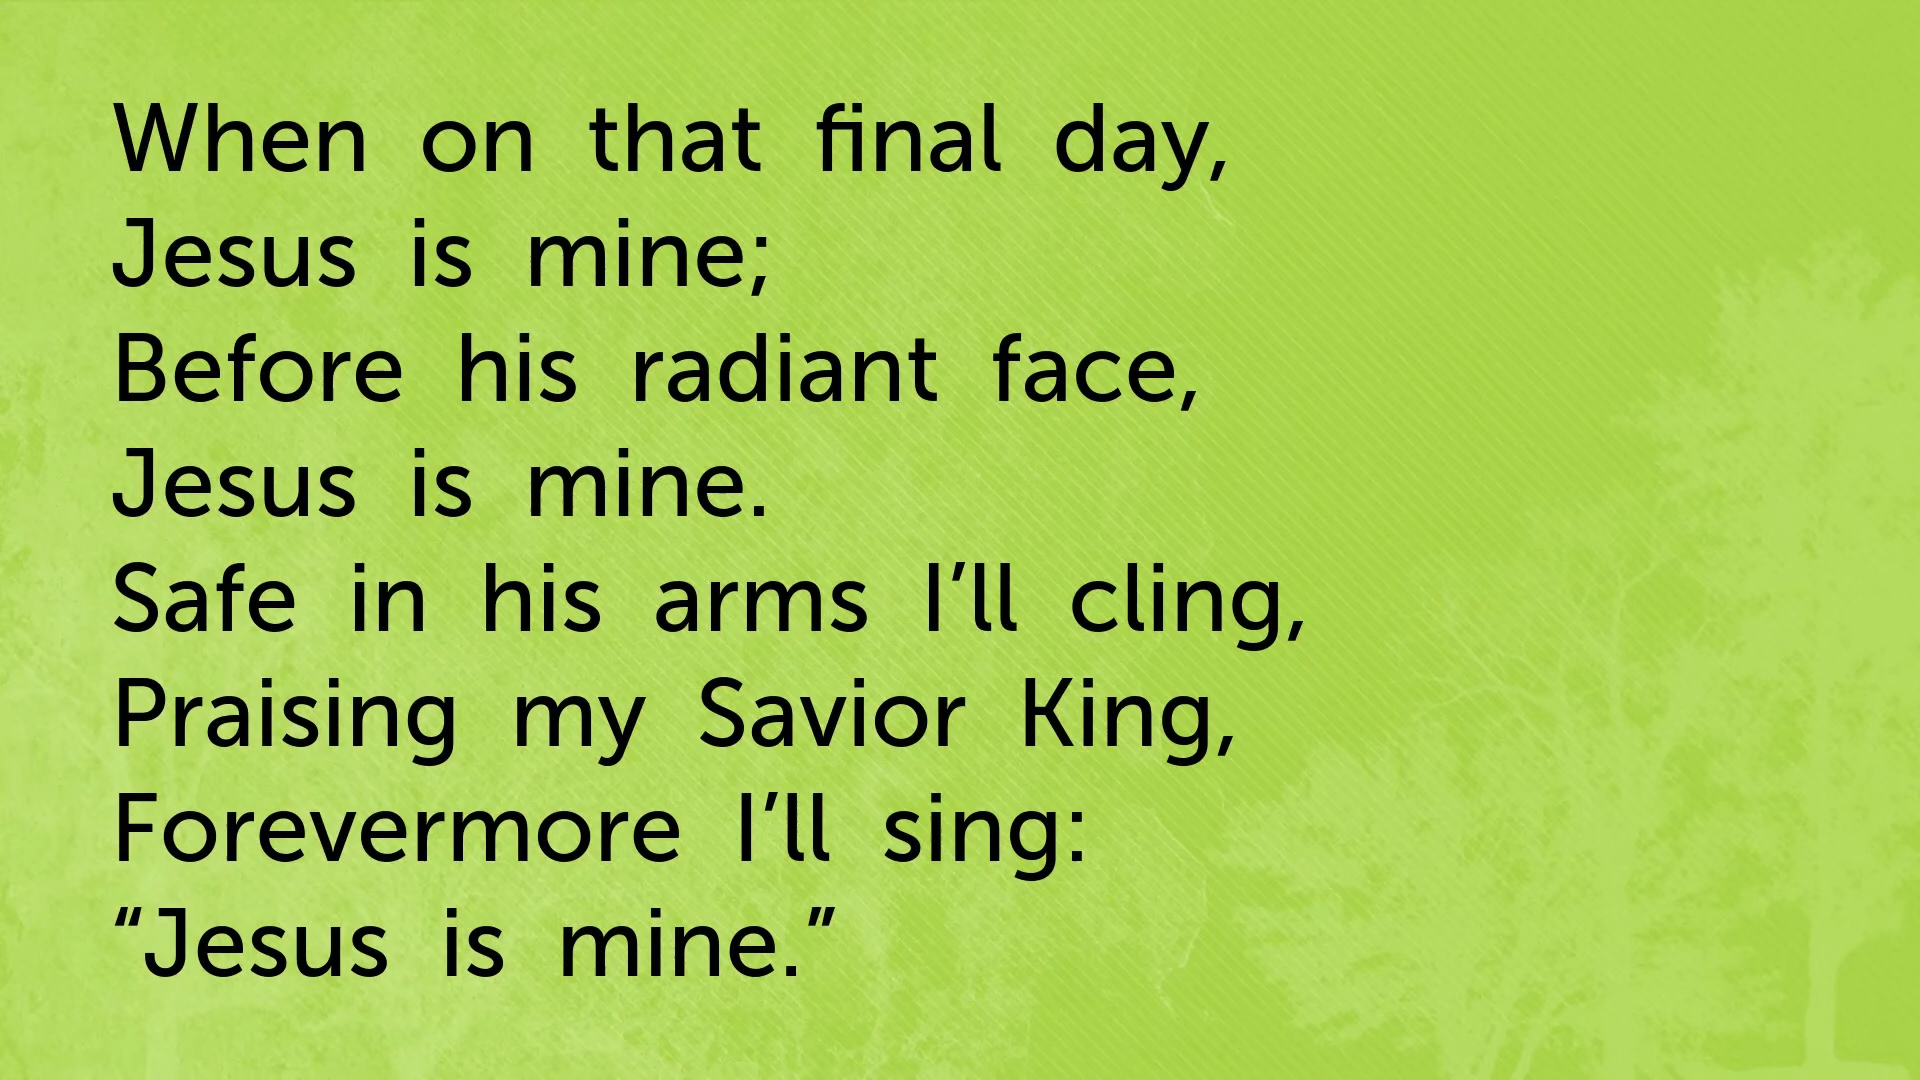 When on that final day,
Jesus is mine;
Before his radiant face,
Jesus is mine.
Safe in his arms I’ll cling,
Praising my Savior King,
Forevermore I’ll sing:
“Jesus is mine.”